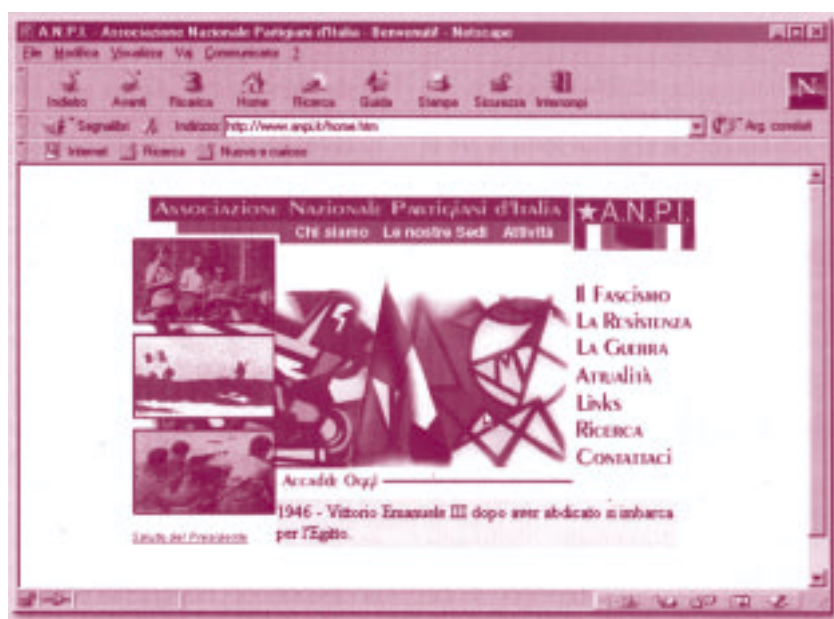 A.N.P.I. - Associazione Nazionale Partigiani d'Italia - Benvenuti! - Netscape
File Modifica Visualizza Vai Communicator ?
Indietro Avanti Ricarica Home Ricerca Guida Stampa Sicurezza Interrompi
Segnalibri Indirizzo http://www.anpi.it/home.htm Arg. correlati
Internet Ricerca Nuovo e curioso
Associazione Nazionale Partigiani d'Italia
A.N.P.I.
Chi siamo Le nostre Sedi Attività
Il Fascismo
La Resistenza
La Guerra
Attualità
Links
Ricerca
Contattaci
Accadde Oggi
1946 - Vittorio Emanuele III dopo aver abdicato si imbarca
per l'Egitto.
Saluto del Presidente